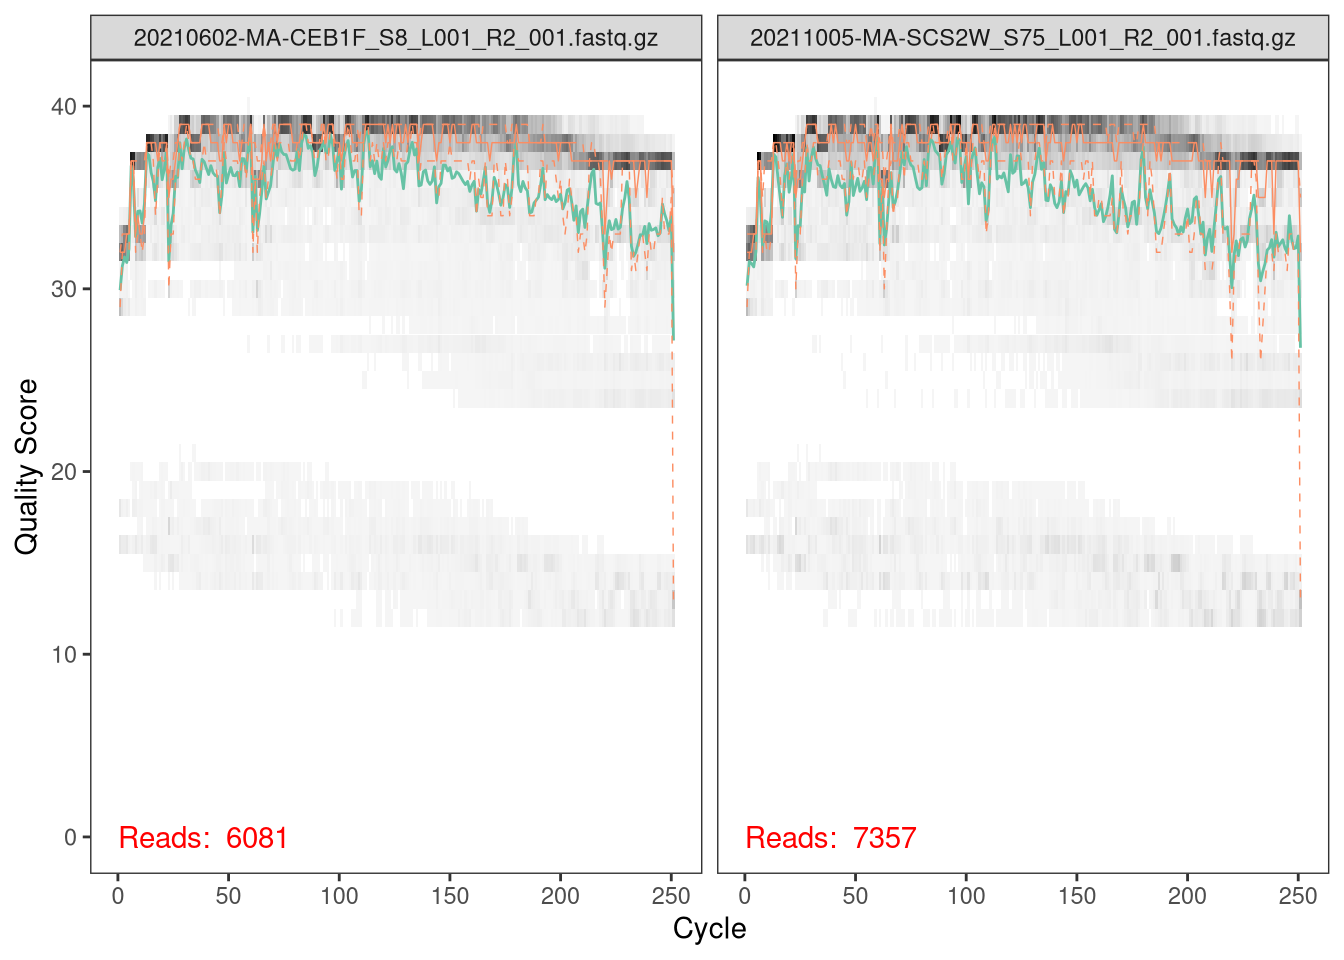 20210602-MA-CEB1F_S8_L001_R2_001.fastq.gz
20211005-MA-SCS2W_S75_L001_R2_001.fastq.gz
40
30
20
10
0
Quality Score
Reads: 6081
Reads: 7357
0 50 100 150 200 250
0 50 100 150 200 250
Cycle